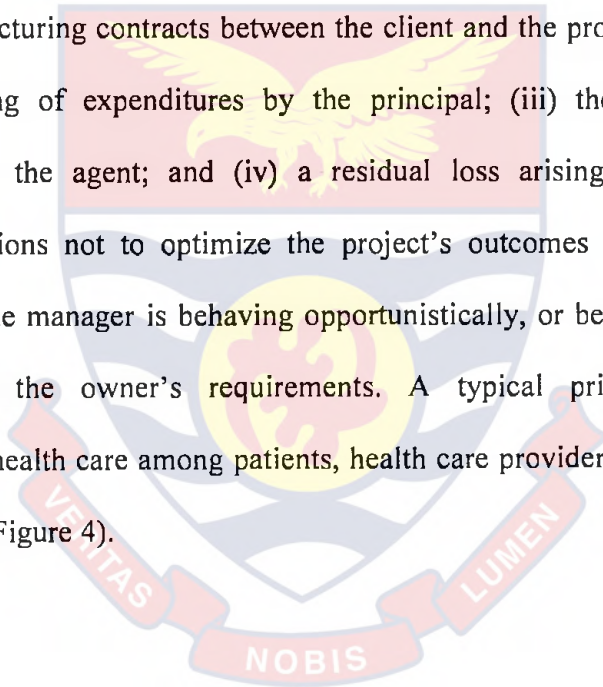 cturing contracts between the client and the pro
ng of expenditures by the principal; (iii) the
the agent; and (iv) a residual loss arising
ions not to optimize the project's outcomes
e manager is behaving opportunistically, or be
the owner's requirements. A typical pri
health care among patients, health care provider
Figure 4).
VERITAS
NOBIS
LUMEN